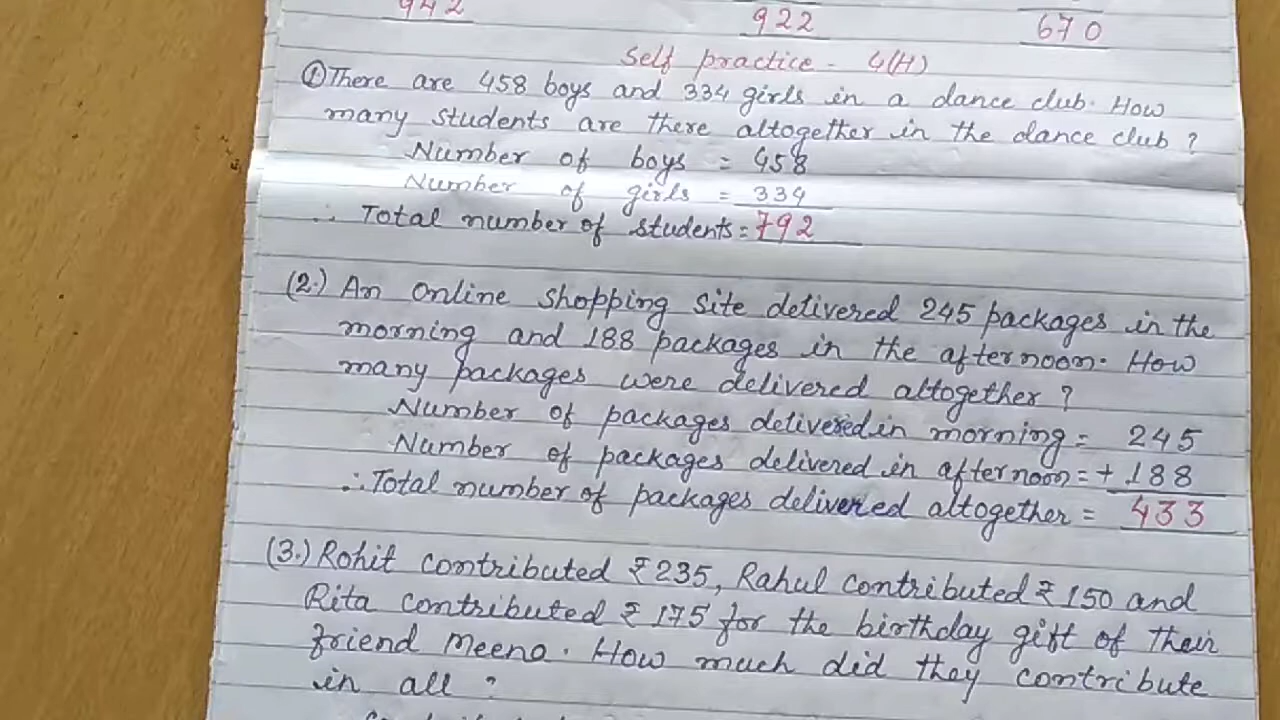 942
922
670
Self practice - 4(H)
① There are 458 boys and 334 girls in a dance club. How
many students are there altogether in the dance club ?
Number of boys = 458
Number of girls = 334
∴ Total number of students = 792
(2.) An online shopping site delivered 245 packages in the
morning and 188 packages in the afternoon. How
many packages were delivered altogether ?
Number of packages delivered in morning = 245
Number of packages delivered in afternoon = + 188
∴ Total number of packages delivered altogether = 433
(3.) Rohit contributed ₹ 235, Rahul contributed ₹ 150 and
Rita contributed ₹ 175 for the birthday gift of their
friend Meena. How much did they contribute
in all ?